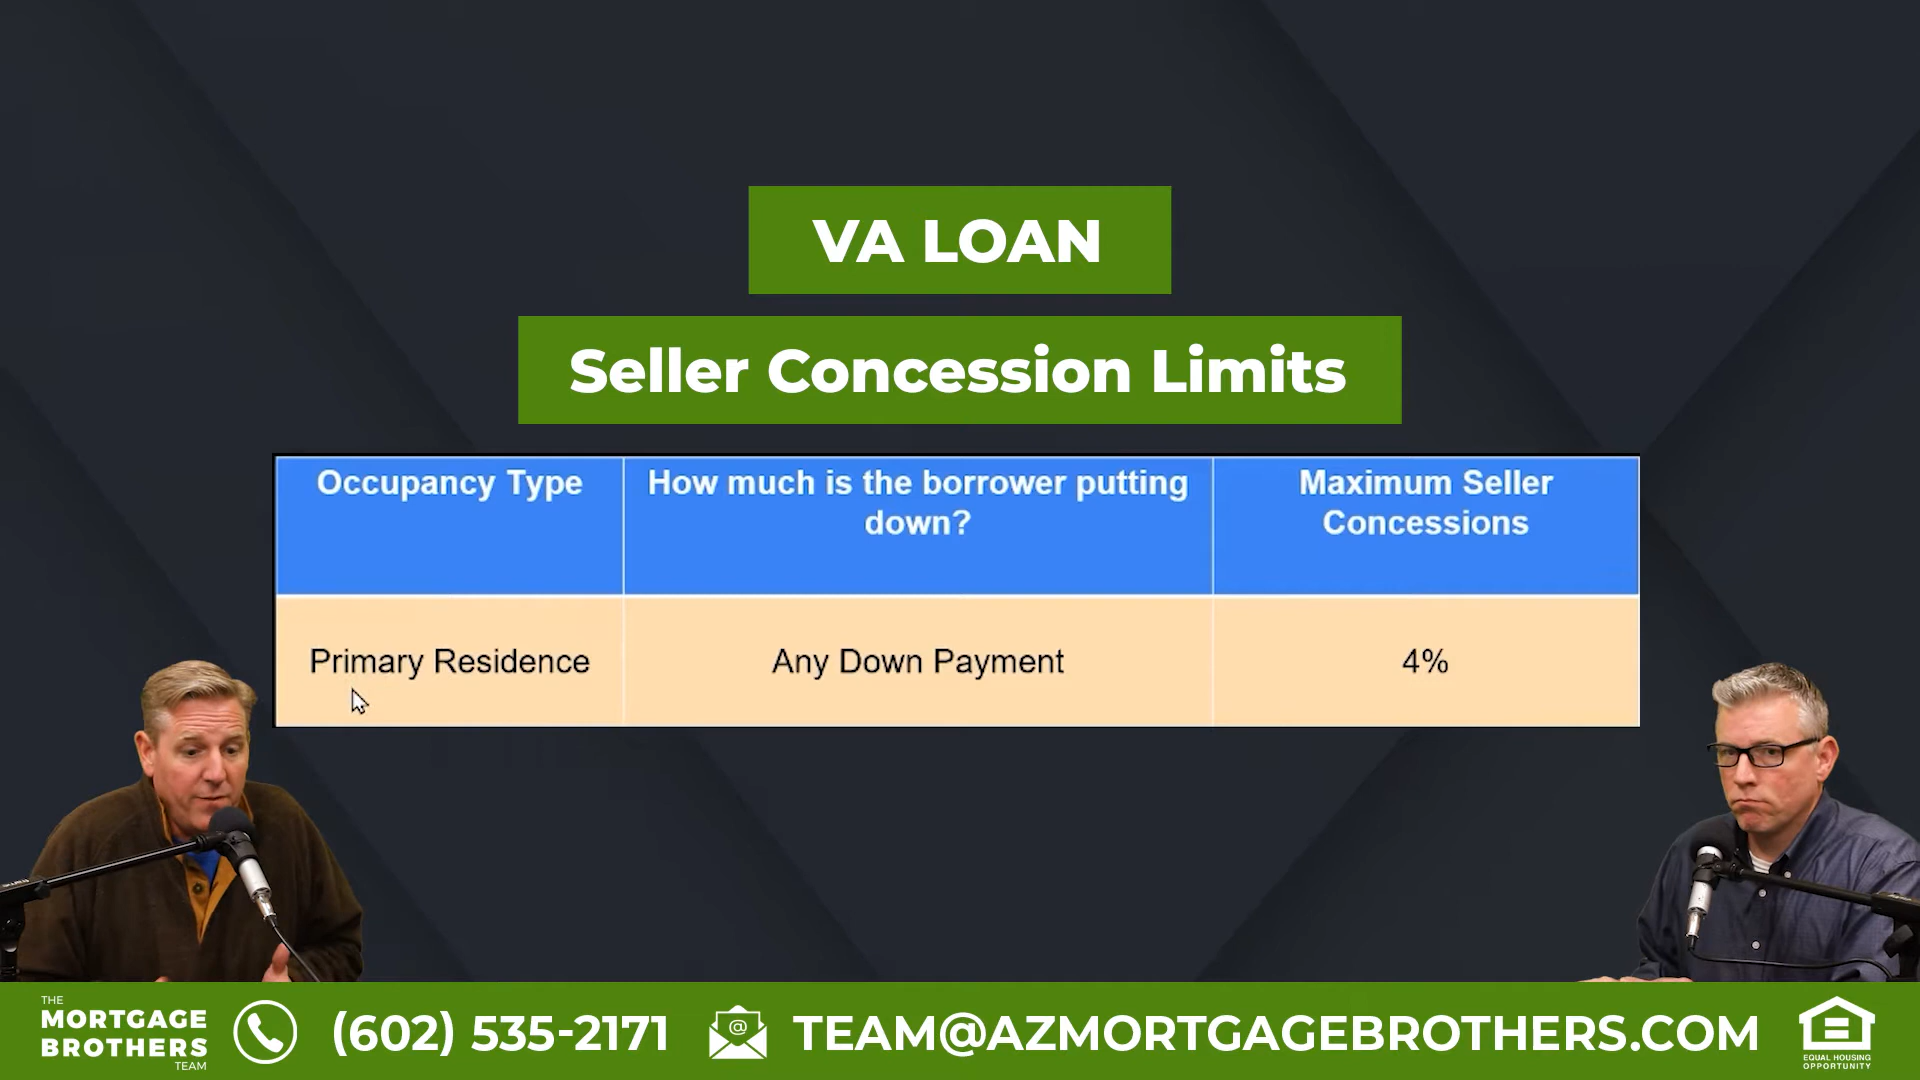 VA LOAN
Seller Concession Limits
Occupancy Type
How much is the borrower putting
down?
Maximum Seller
Concessions
Primary Residence
Any Down Payment
4%
THE
MORTGAGE
BROTHERS
TEAM
(602) 535-2171
@
TEAM@AZMORTGAGEBROTHERS.COM
EQUAL HOUSING
OPPORTUNITY